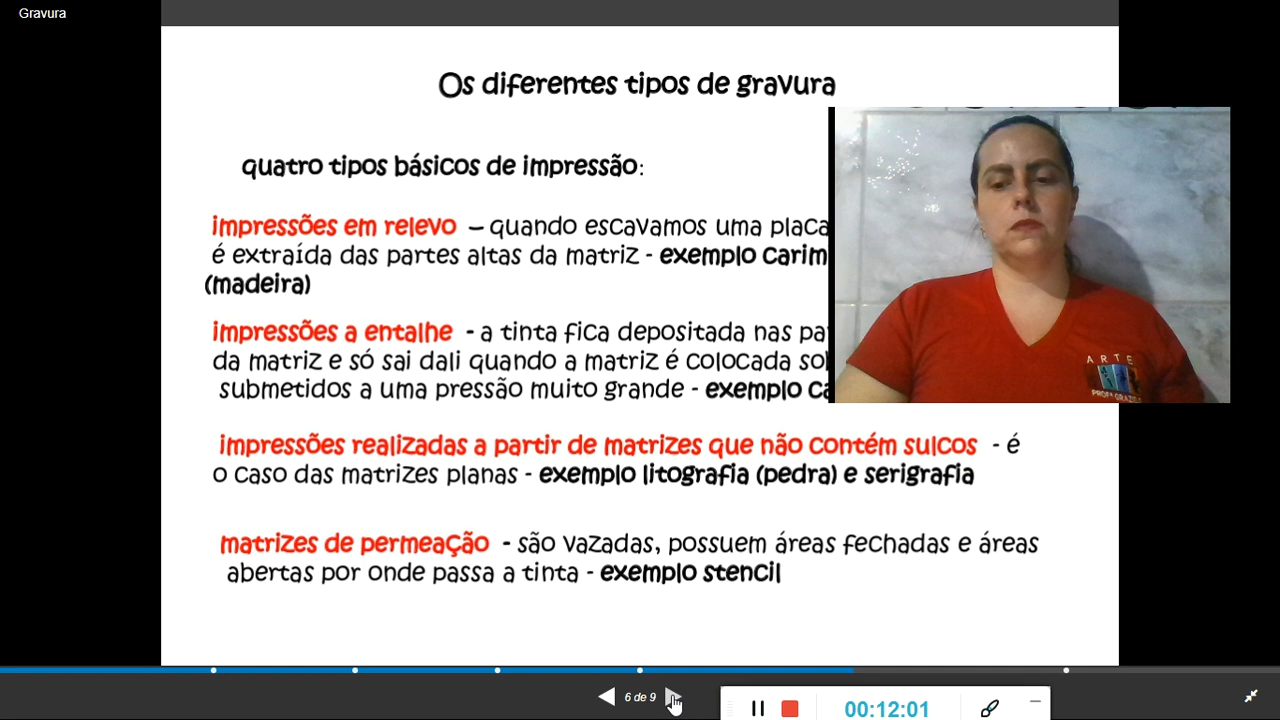 Gravura
Os diferentes tipos de gravura
quatro tipos básicos de impressão:
impressões em relevo – quando escavamos uma placa
é extraída das partes altas da matriz - exemplo
(madeira)
impressões a entalhe - a tinta fica depositada nas
da matriz e só sai dali quando a matriz é colocada
submetidos a uma pressão muito grande - exemplo
impressões realizadas a partir de matrizes que não contém sulcos - é
o caso das matrizes planas - exemplo litografia (pedra) e serigrafia
matrizes de permeação - são vazadas, possuem áreas fechadas e áreas
abertas por onde passa a tinta - exemplo stencil
ARTE
6 de 9
00:12:01